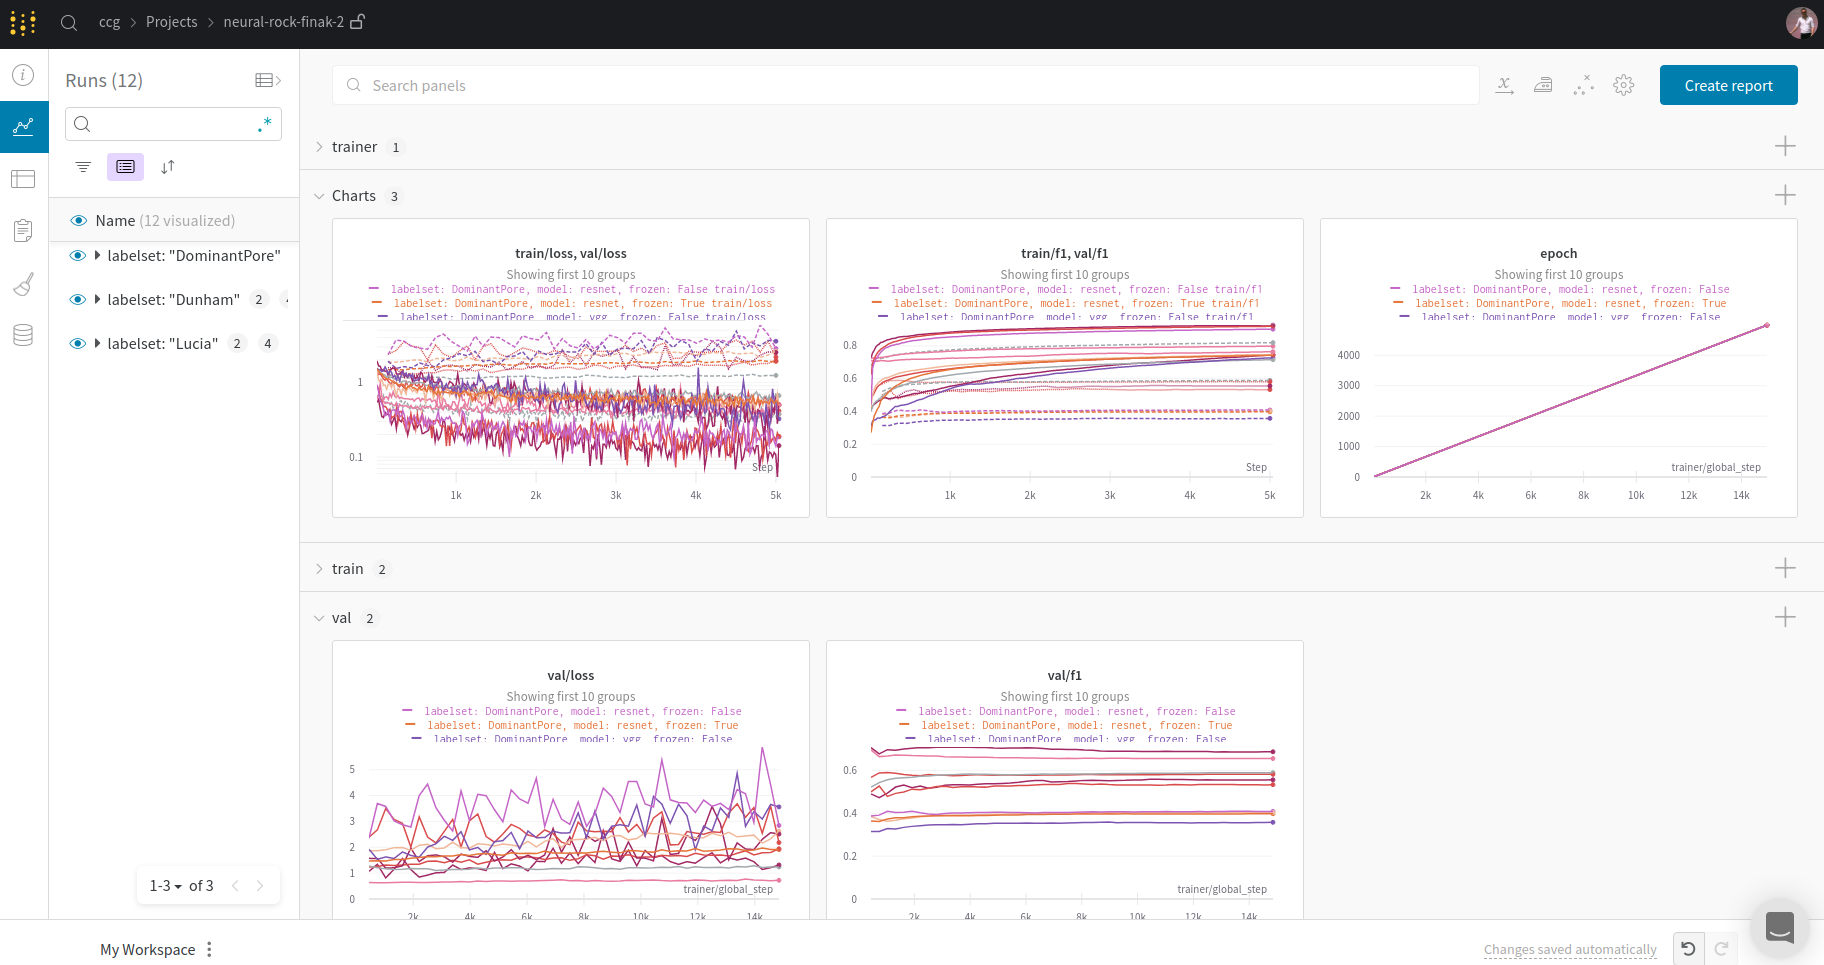 ccg > Projects > neural-rock-finak-2
Runs (12)
.*
Name (12 visualized)
labelset: "DominantPore"
labelset: "Dunham" 2
labelset: "Lucia" 2 4
1-3 of 3
Search panels
Create report
trainer 1
Charts 3
train/loss, val/loss
Showing first 10 groups
labelset: DominantPore, model: resnet, frozen: False train/loss
labelset: DominantPore, model: resnet, frozen: True train/loss
labelset: DominantPore, model: vgg, frozen: False train/loss
1
0.1
Step
1k 2k 3k 4k 5k
train/f1, val/f1
Showing first 10 groups
labelset: DominantPore, model: resnet, frozen: False train/f1
labelset: DominantPore, model: resnet, frozen: True train/f1
labelset: DominantPore, model: vgg, frozen: False train/f1
0.8
0.6
0.4
0.2
0
Step
1k 2k 3k 4k 5k
epoch
Showing first 10 groups
labelset: DominantPore, model: resnet, frozen: False
labelset: DominantPore, model: resnet, frozen: True
labelset: DominantPore, model: vgg, frozen: False
4000
3000
2000
1000
0
trainer/global_step
2k 4k 6k 8k 10k 12k 14k
train 2
val 2
val/loss
Showing first 10 groups
labelset: DominantPore, model: resnet, frozen: False
labelset: DominantPore, model: resnet, frozen: True
labelset: DominantPore, model: vgg, frozen: False
5
4
3
2
1
0
trainer/global_step
2k 4k 6k 8k 10k 12k 14k
val/f1
Showing first 10 groups
labelset: DominantPore, model: resnet, frozen: False
labelset: DominantPore, model: resnet, frozen: True
labelset: DominantPore, model: vgg, frozen: False
0.6
0.4
0.2
0
trainer/global_step
2k 4k 6k 8k 10k 12k 14k
My Workspace
Changes saved automatically